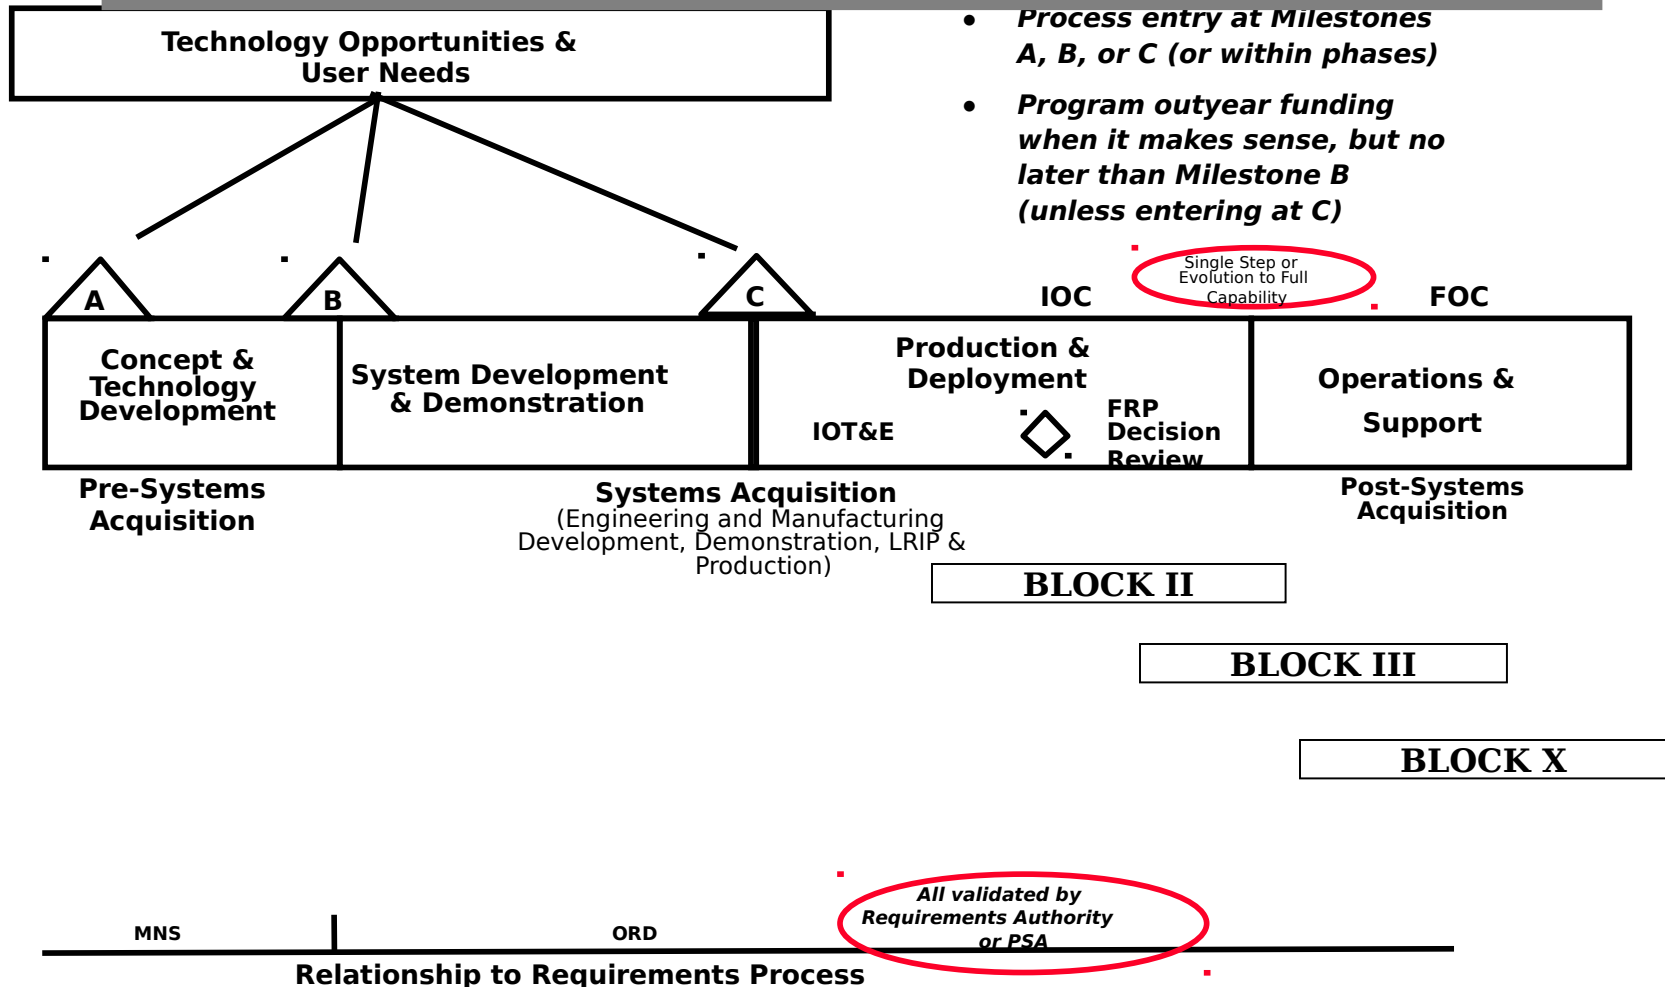 Technology Opportunities &
User Needs
• Process entry at Milestones
A, B, or C (or within phases)
• Program outyear funding
when it makes sense, but no
later than Milestone B
(unless entering at C)
A
B
C
IOC
Single Step or
Evolution to Full
Capability
FOC
Concept &
Technology
Development
System Development
& Demonstration
Production &
Deployment
IOT&E
FRP
Decision
Review
Operations &
Support
Pre-Systems
Acquisition
Systems Acquisition
(Engineering and Manufacturing
Development, Demonstration, LRIP &
Production)
Post-Systems
Acquisition
BLOCK II
BLOCK III
BLOCK X
MNS
ORD
All validated by
Requirements Authority
or PSA
Relationship to Requirements Process